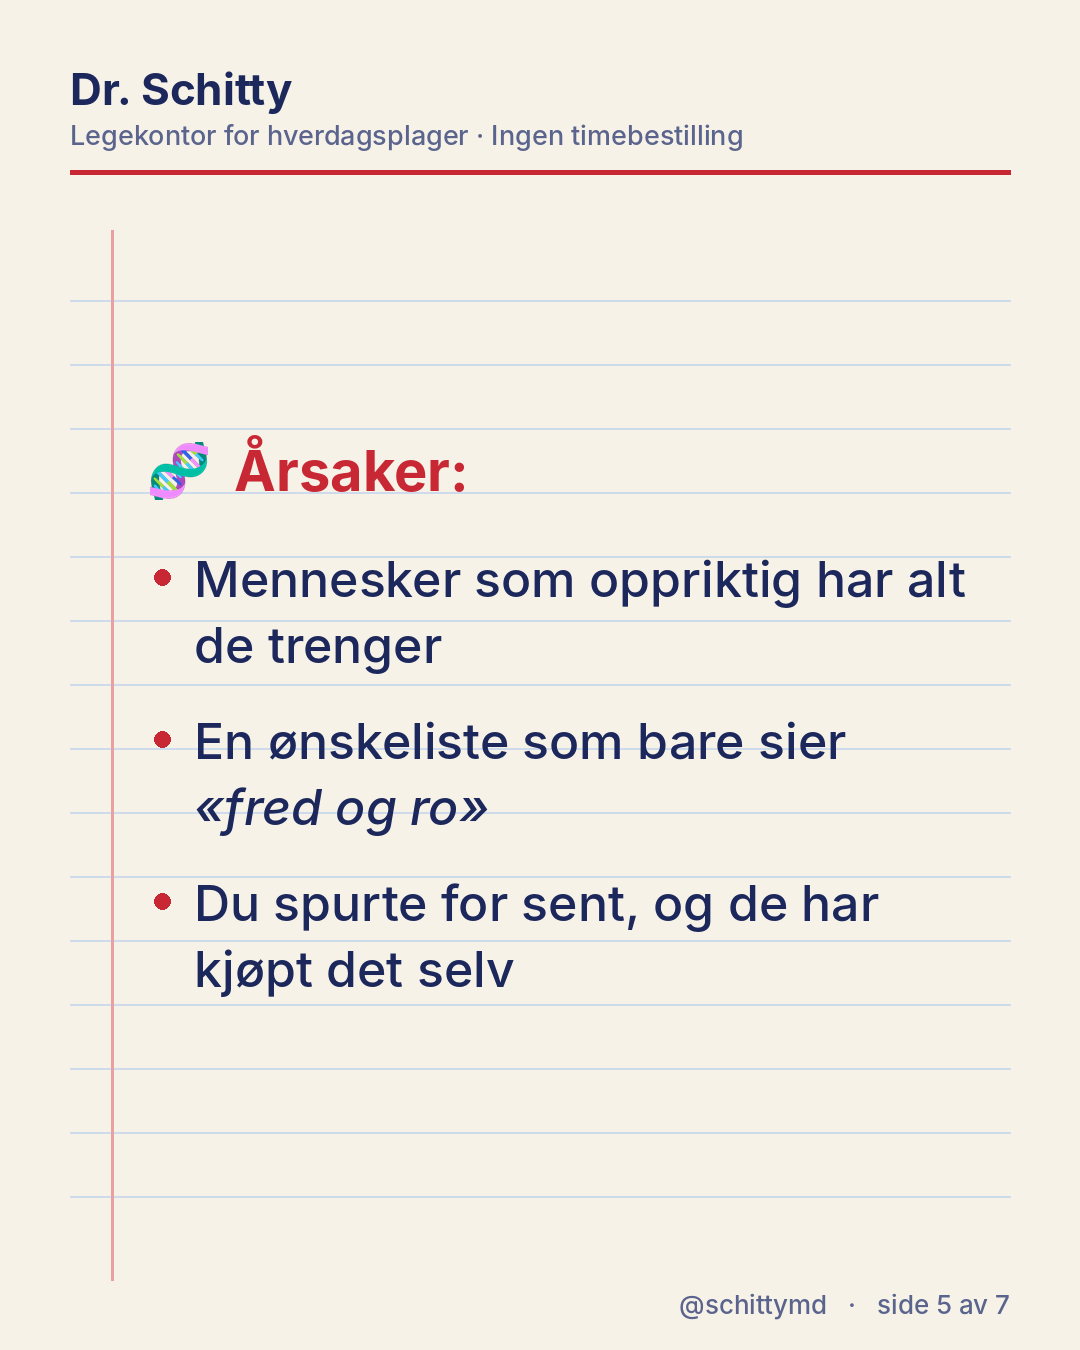 Dr. Schitty
Legekontor for hverdagsplager · Ingen timebestilling
🧬 Årsaker:
• Mennesker som oppriktig har alt
de trenger
• En ønskeliste som bare sier
«fred og ro»
• Du spurte for sent, og de har
kjøpt det selv
@schittymd · side 5 av 7